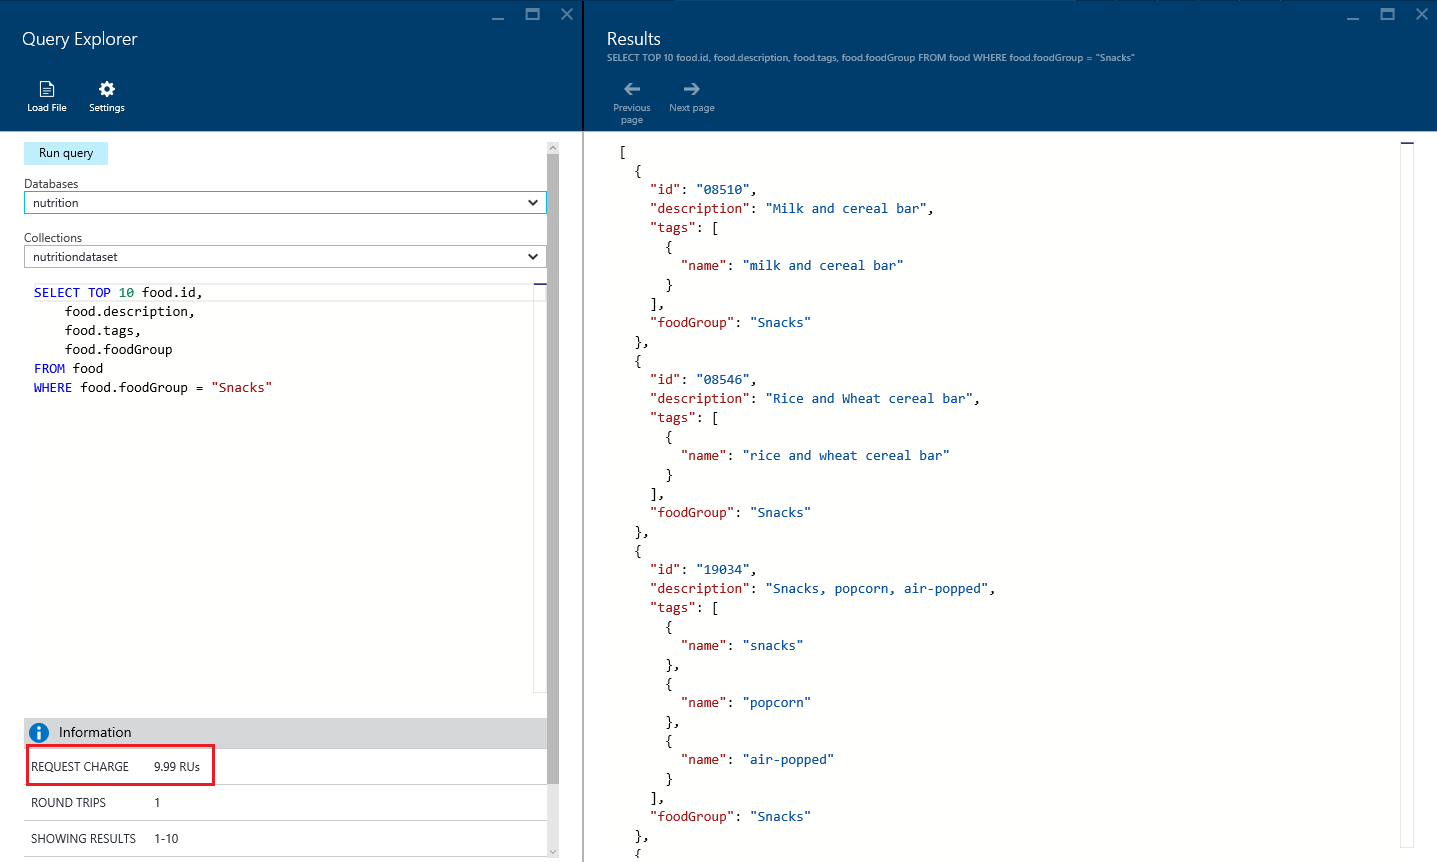 Query Explorer
Load File
Settings
Run query
Databases
nutrition
Collections
nutritiondataset
SELECT TOP 10 food.id,
    food.description,
    food.tags,
    food.foodGroup
FROM food
WHERE food.foodGroup = "Snacks"
Information
REQUEST CHARGE 9.99 RUs
ROUND TRIPS 1
SHOWING RESULTS 1-10
Results
SELECT TOP 10 food.id, food.description, food.tags, food.foodGroup FROM food WHERE food.foodGroup = "Snacks"
Previous
page
Next page
[
  {
    "id": "08510",
    "description": "Milk and cereal bar",
    "tags": [
      {
        "name": "milk and cereal bar"
      }
    ],
    "foodGroup": "Snacks"
  },
  {
    "id": "08546",
    "description": "Rice and Wheat cereal bar",
    "tags": [
      {
        "name": "rice and wheat cereal bar"
      }
    ],
    "foodGroup": "Snacks"
  },
  {
    "id": "19034",
    "description": "Snacks, popcorn, air-popped",
    "tags": [
      {
        "name": "snacks"
      },
      {
        "name": "popcorn"
      },
      {
        "name": "air-popped"
      }
    ],
    "foodGroup": "Snacks"
  },
  {